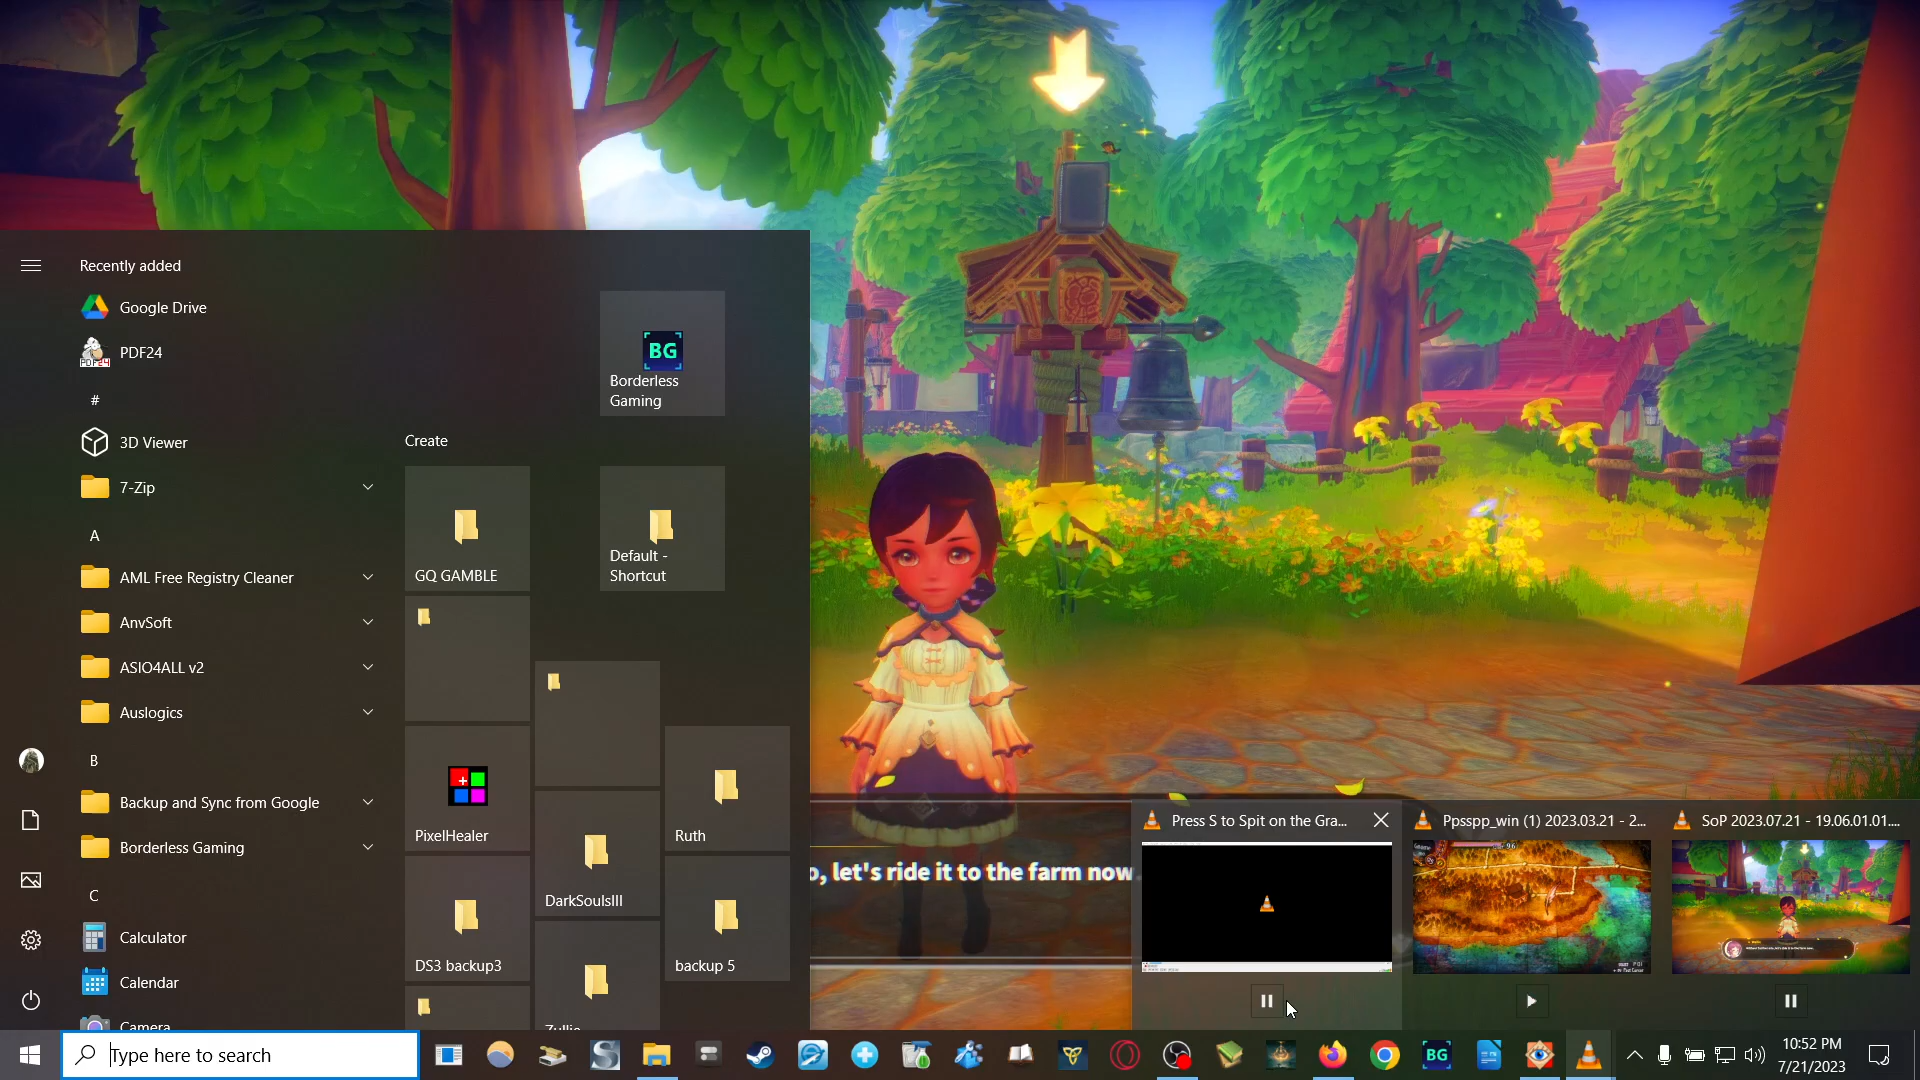 Recently added
Google Drive
PDF24
PDF24
#
3D Viewer
7-Zip
A
AML Free Registry Cleaner
AnvSoft
ASIO4ALL v2
Auslogics
B
Backup and Sync from Google
Borderless Gaming
C
Calculator
Calendar
Camera
BG
Borderless
Gaming
Create
GQ GAMBLE
Default -
Shortcut
PixelHealer
Ruth
DarkSoulsIII
DS3 backup3
backup 5
Zullie
o, let's ride it to the farm now
Press S to Spit on the Gra...
Ppsspp_win (1) 2023.03.21 - 2...
SoP 2023.07.21 - 19.06.01.01....
Type here to search
BG
10:52 PM
7/21/2023